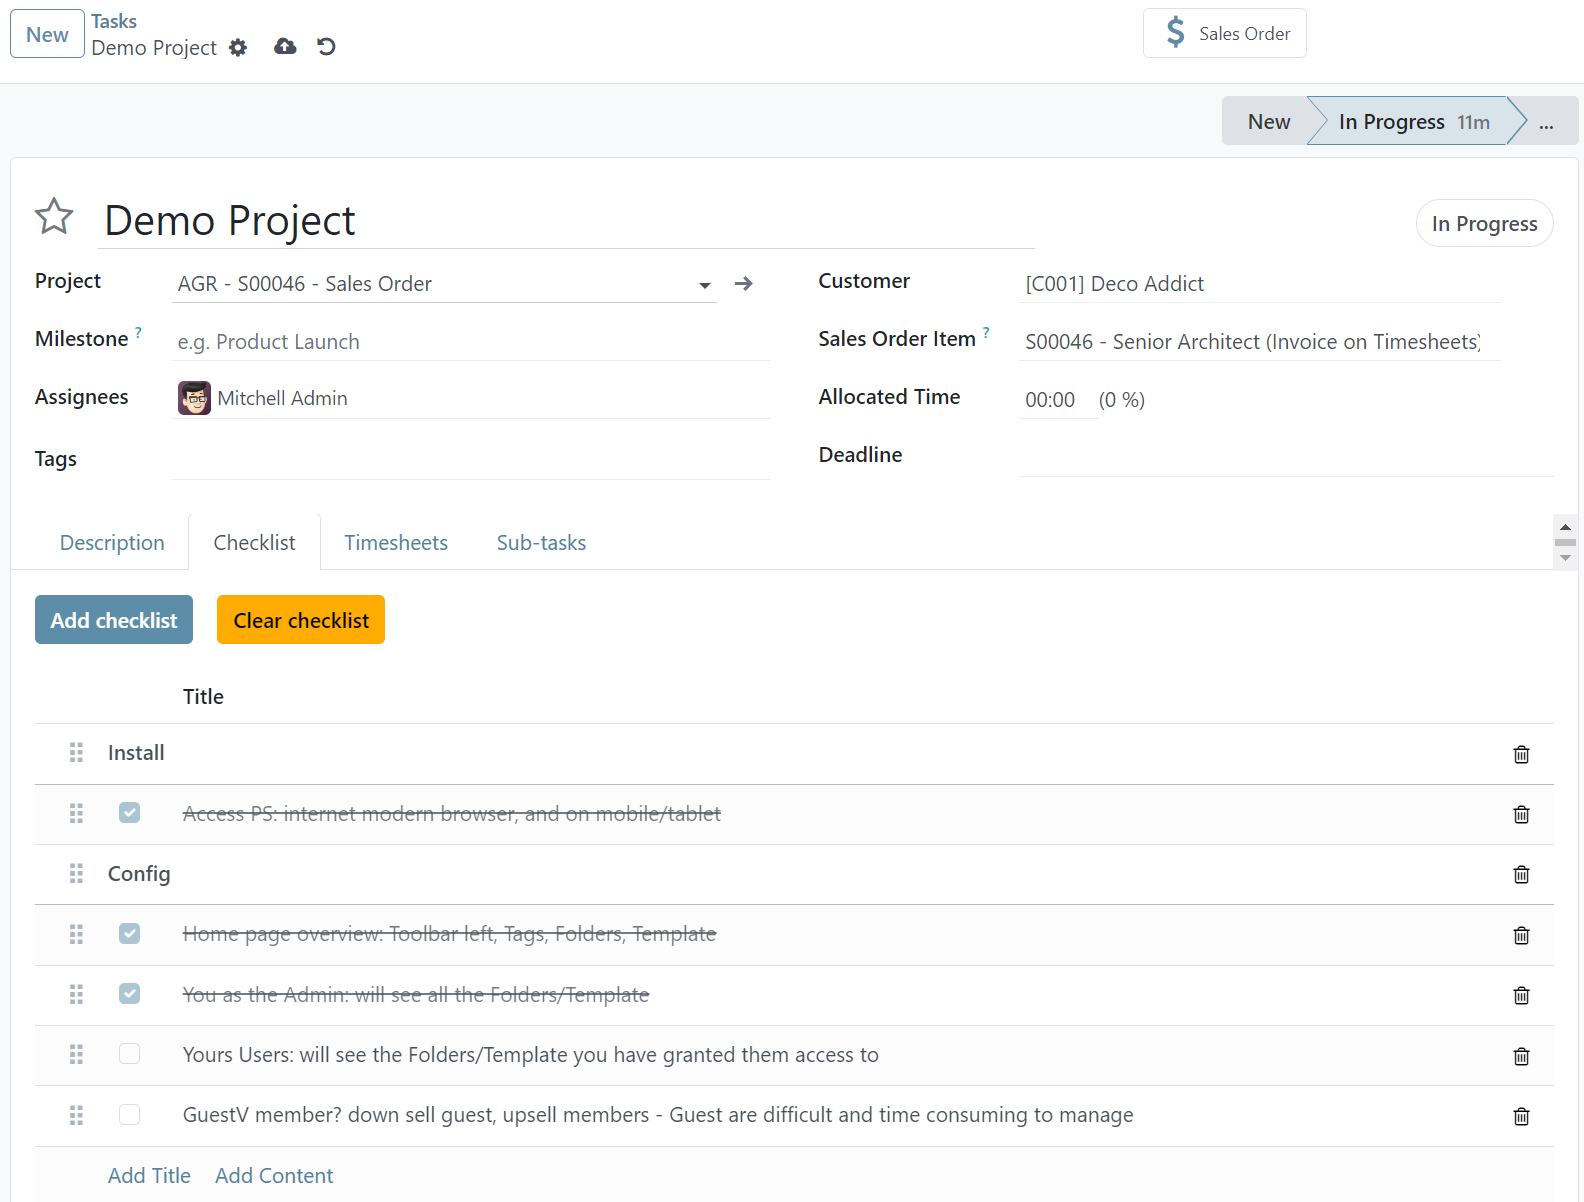 New
Tasks
Demo Project
Sales Order
New
In Progress 11m
...
Demo Project
In Progress
Project
AGR - S00046 - Sales Order
Customer
[C001] Deco Addict
Milestone ?
e.g. Product Launch
Sales Order Item ?
S00046 - Senior Architect (Invoice on Timesheets)
Assignees
Mitchell Admin
Allocated Time
00:00 (0 %)
Tags
Deadline
Description
Checklist
Timesheets
Sub-tasks
Add checklist
Clear checklist
Title
Install
Access PS: internet modern browser, and on mobile/tablet
Config
Home page overview: Toolbar left, Tags, Folders, Template
You as the Admin: will see all the Folders/Template
Yours Users: will see the Folders/Template you have granted them access to
GuestV member? down sell guest, upsell members - Guest are difficult and time consuming to manage
Add Title
Add Content